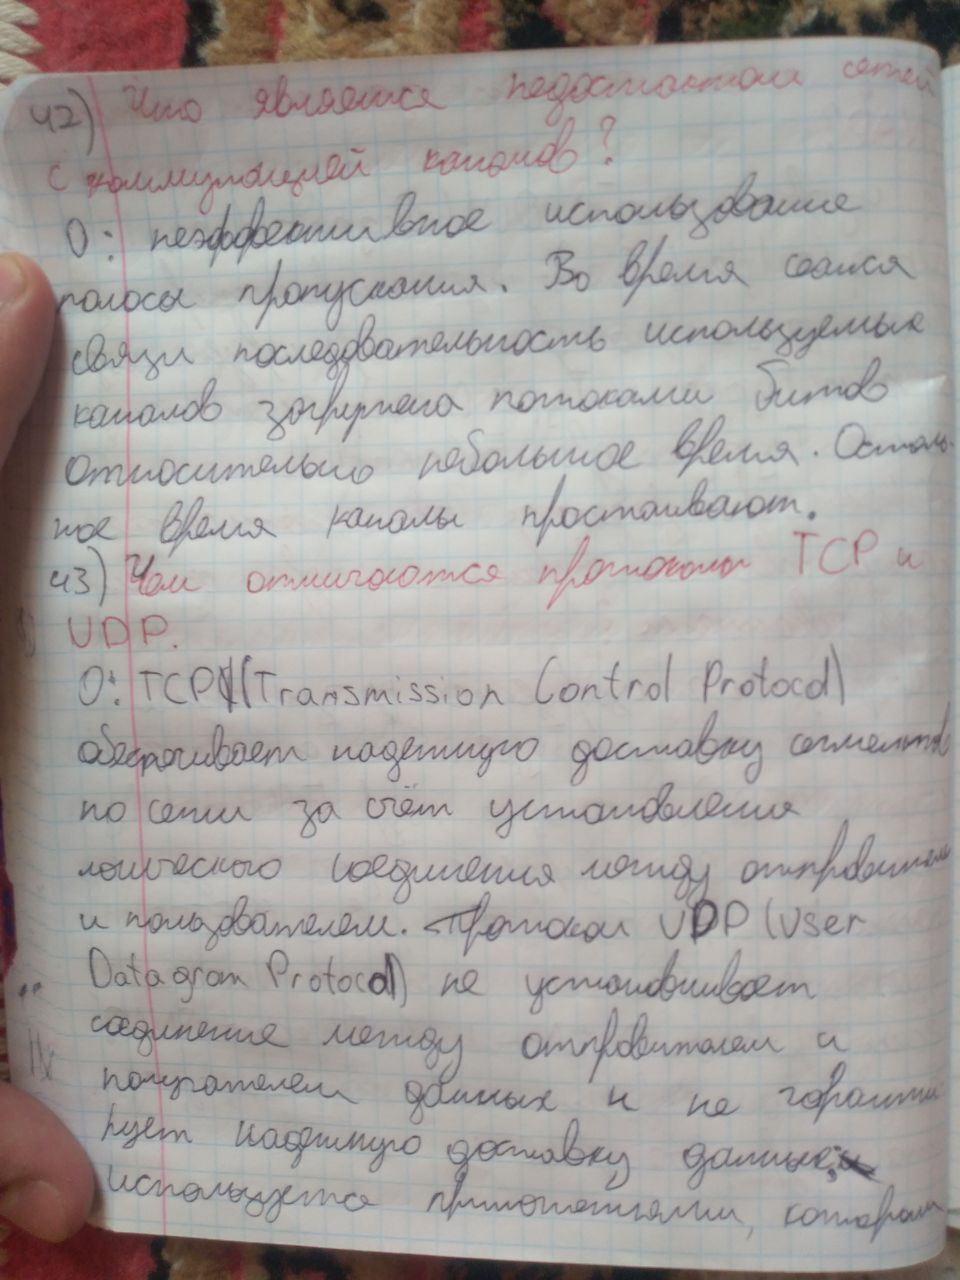 42) Что является недостатком сетей
с коммутацией каналов?
О: неэффективное использование
полосы пропускания. Во время сеанса
связи последовательность используемых
каналов загружена потоками битов
относительно небольшое время. Осталь-
ное время каналы простаивают.
43) Чем отличаются протоколы TCP и
UDP.
О: TCP (Transmission Control Protocol)
обеспечивает надежную доставку сегментов
по сети за счёт установления
логического соединения между отправителем
и пользователем. Протокол UDP (User
Datagram Protocol) не устанавливает
соединение между отправителем и
получателем данных и не гаранти
рует надежную доставку данных,
используется приложениями, которым